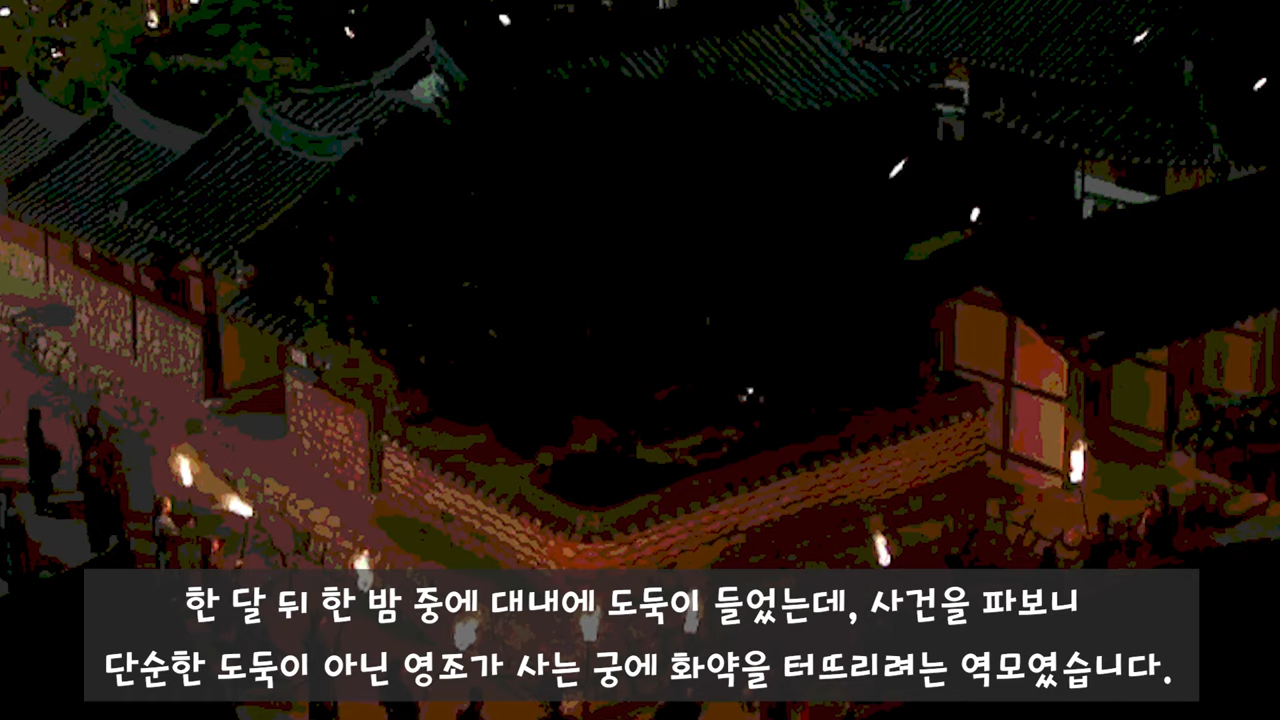 한 달 뒤 한 밤 중에 대내에 도둑이 들었는데, 사건을 파보니
단순한 도둑이 아닌 영조가 사는 궁에 화약을 터뜨리려는 역모였습니다.